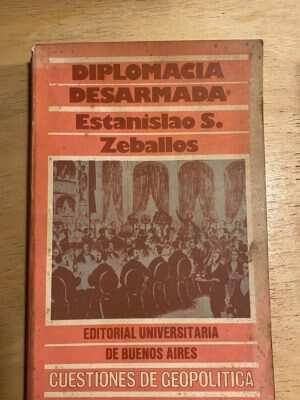 DIPLOMACIA
DESARMADA
Estanislao S.
Zeballos
EDITORIAL UNIVERSITARIA
DE BUENOS AIRES
CUESTIONES DE GEOPOLITICA